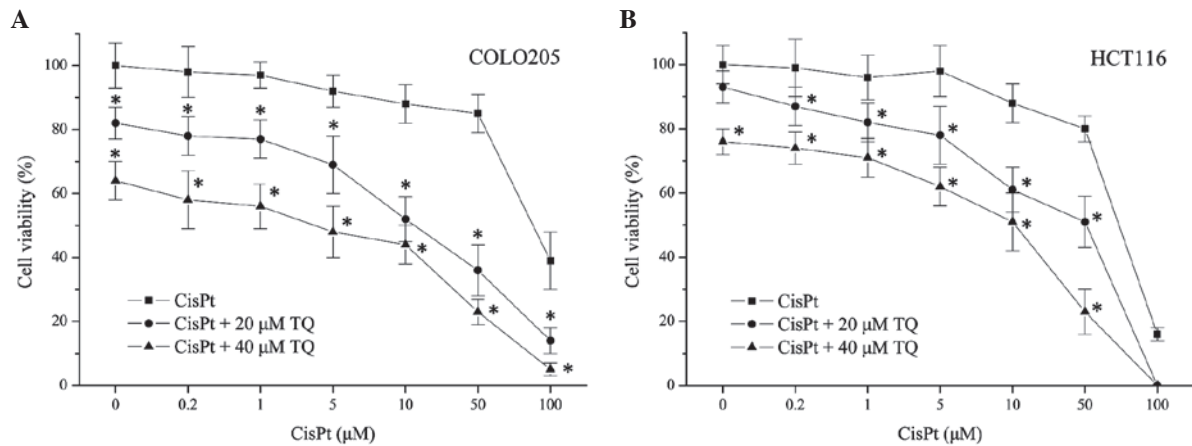 A
COLO205
*
*
*
*
*
*
*
*
*
*
*
*
*
*
100
80
60
40
20
0
Cell viability (%)
CisPt
CisPt + 20 μM TQ
CisPt + 40 μM TQ
0 0.2 1 5 10 50 100
CisPt (μM)
B
HCT116
*
*
*
*
*
*
*
*
*
*
*
100
80
60
40
20
0
Cell viability (%)
CisPt
CisPt + 20 μM TQ
CisPt + 40 μM TQ
0 0.2 1 5 10 50 100
CisPt (μM)